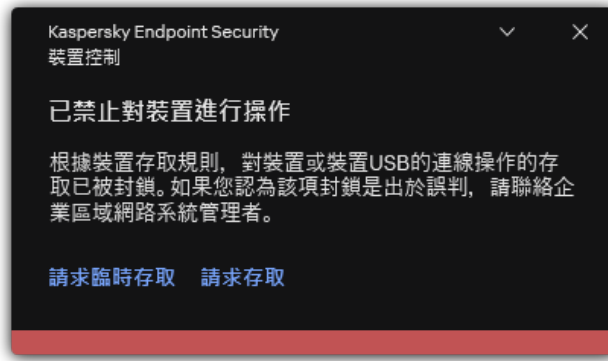 Kaspersky Endpoint Security
裝置控制
已禁止對裝置進行操作
根據裝置存取規則，對裝置或裝置USB的連線操作的存
取已被封鎖。如果您認為該項封鎖是出於誤判，請聯絡企
業區域網路系統管理者。
請求臨時存取 請求存取